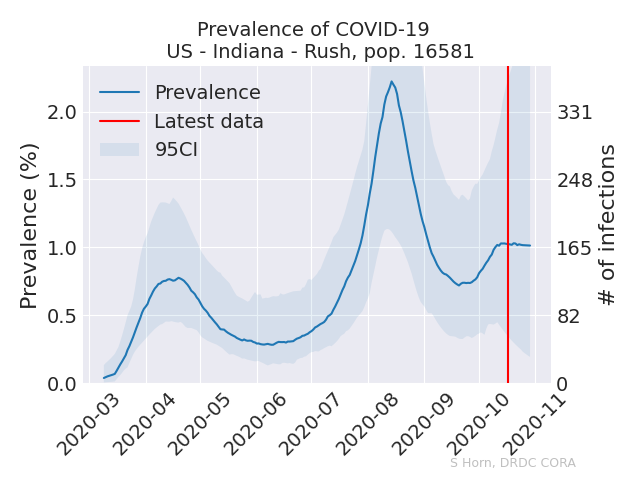 Prevalence of COVID-19
US - Indiana - Rush, pop. 16581
Prevalence
Latest data
95CI
Prevalence (%)
2.0
1.5
1.0
0.5
0.0
331
248
165
82
0
# of infections
2020-03
2020-04
2020-05
2020-06
2020-07
2020-08
2020-09
2020-10
2020-11
S Horn, DRDC CORA